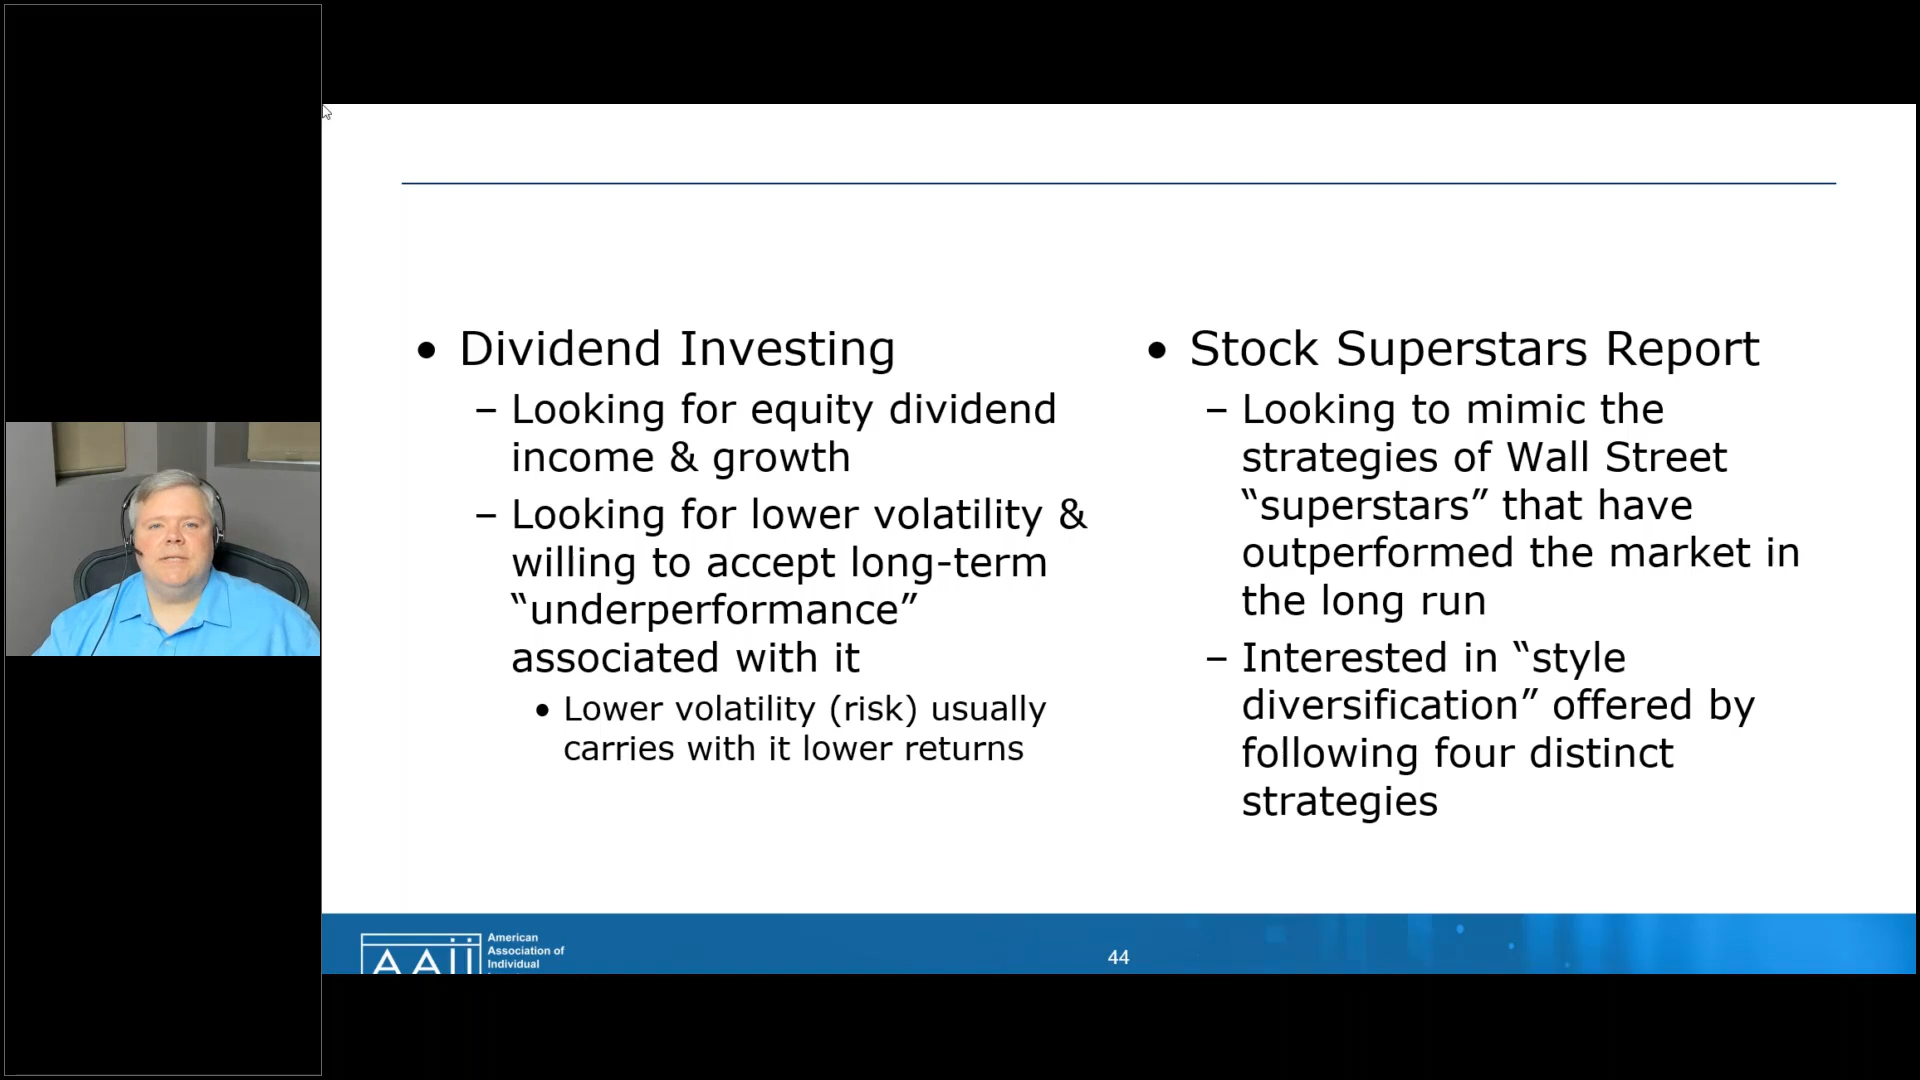 • Dividend Investing
– Looking for equity dividend
income & growth
– Looking for lower volatility &
willing to accept long-term
“underperformance”
associated with it
• Lower volatility (risk) usually
carries with it lower returns
• Stock Superstars Report
– Looking to mimic the
strategies of Wall Street
“superstars” that have
outperformed the market in
the long run
– Interested in “style
diversification” offered by
following four distinct
strategies
AAII
American
Association of
Individual
44